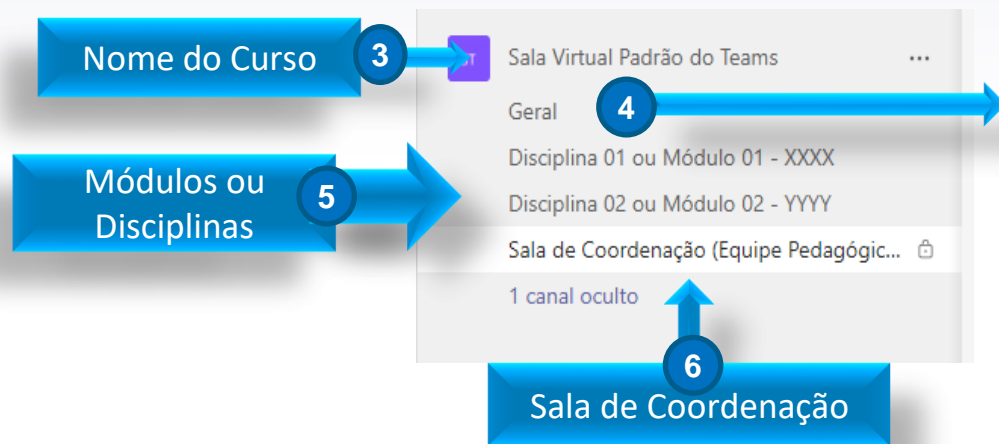 Nome do Curso
3
Sala Virtual Padrão do Teams
...
Geral
4
Disciplina 01 ou Módulo 01 - XXXX
Módulos ou
Disciplinas
5
Disciplina 02 ou Módulo 02 - YYYY
Sala de Coordenação (Equipe Pedagógic...
1 canal oculto
6
Sala de Coordenação